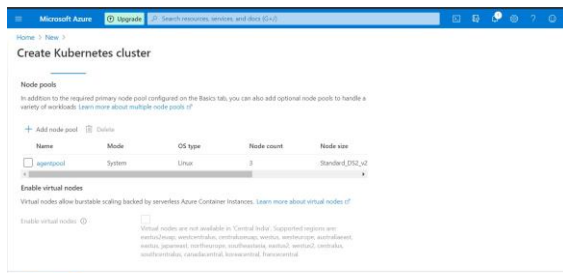 Microsoft Azure
Upgrade
Search resources, services, and docs (G+/)
Home > New >
Create Kubernetes cluster
Node pools
In addition to the required primary node pool configured on the Basics tab, you can also add optional node pools to handle a
variety of workloads Learn more about multiple node pools
+ Add node pool Delete
Name Mode OS type Node count Node size
agentpool System Linux 3 Standard_DS2_v2
Enable virtual nodes
Virtual nodes allow burstable scaling backed by serverless Azure Container Instances. Learn more about virtual nodes
Enable virtual nodes
Virtual nodes are not available in 'Central India'. Supported regions are:
eastus2euap, westcentralus, centraluseuap, westus, westeurope, australiaeast,
eastus, japaneast, northeurope, southeastasia, eastus2, westus2, centralus,
southcentralus, canadacentral, koreacentral, francecentral